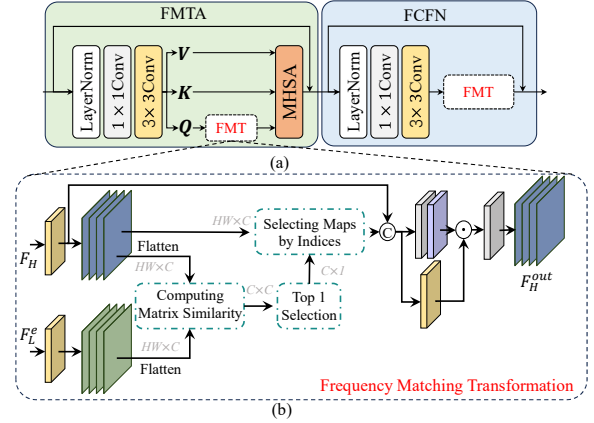 FMTA
FCFN
LayerNorm
1×1Conv
3×3Conv
V
K
Q
FMT
MHSA
LayerNorm
1×1Conv
3×3Conv
FMT
(a)
F_H
Flatten
HW×C
HW×C
Selecting Maps
by Indices
C
C×1
F_H^out
Computing
Matrix Similarity
C×C
Top 1
Selection
F_L^e
HW×C
Flatten
Frequency Matching Transformation
(b)